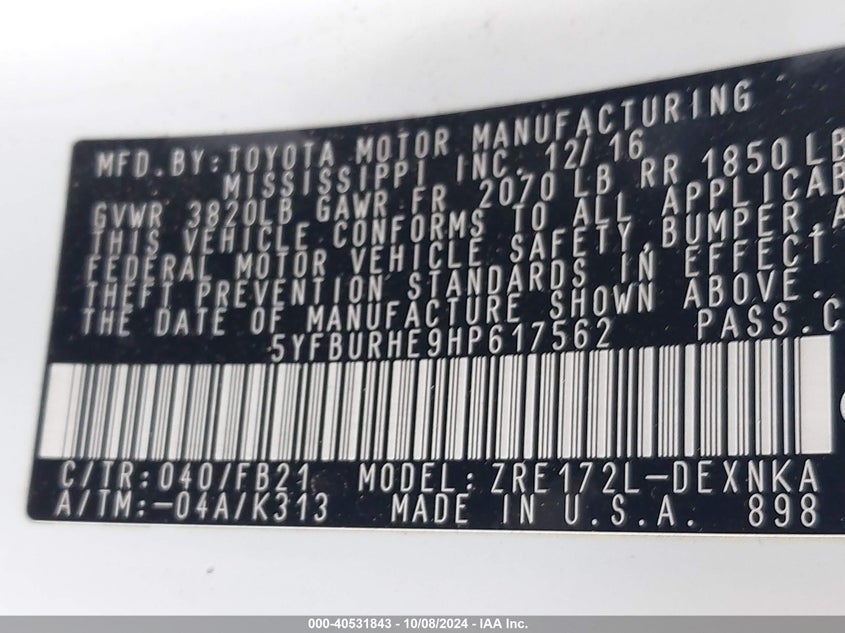 MFD.BY:TOYOTA MOTOR MANUFACTURING
MISSISSIPPI INC. 12/16
GVWR 3820LB GAWR FR 2070 LB RR 1850 LB
THIS VEHICLE CONFORMS TO ALL APPLICAB
FEDERAL MOTOR VEHICLE SAFETY,BUMPER,A
THEFT PREVENTION STANDARDS IN EFFECT
THE DATE OF MANUFACTURE SHOWN ABOVE.
5YFBURHE9HP617562 PASS.C
C/TR:040/FB21 MODEL:ZRE172L-DEXNKA
A/TM:-04A/K313 MADE IN U.S.A. 898
000-40531843 - 10/08/2024 - IAA Inc.